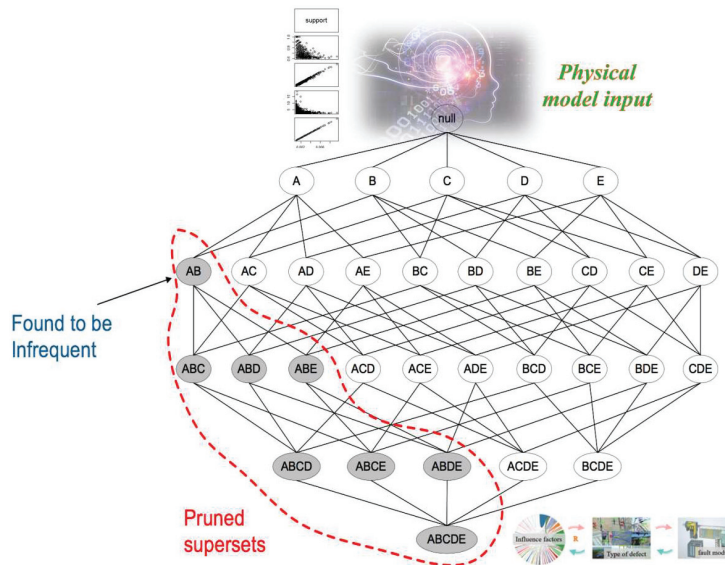 support
Physical
model input
null
A B C D E
AB AC AD AE BC BD BE CD CE DE
Found to be
Infrequent
ABC ABD ABE ACD ACE ADE BCD BCE BDE CDE
ABCD ABCE ABDE ACDE BCDE
Pruned
supersets
ABCDE
Influence factors R Type of defect fault mod